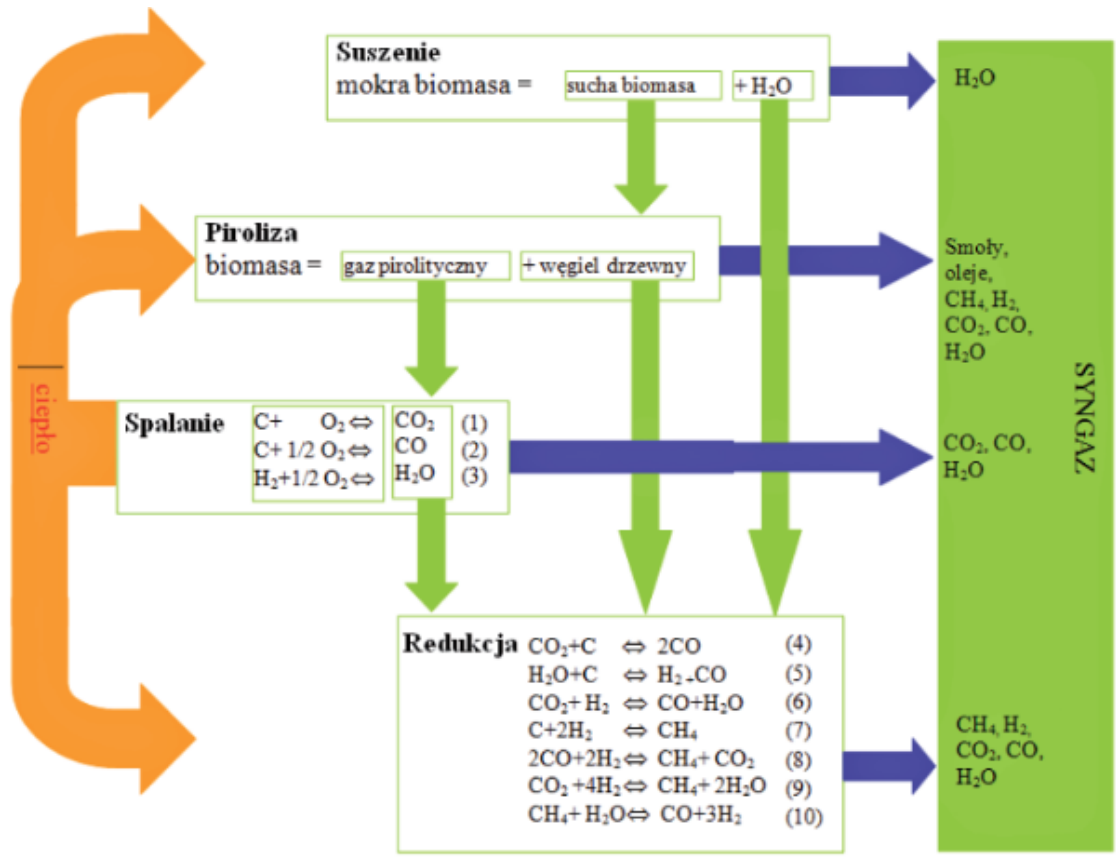 Suszenie
mokra biomasa = sucha biomasa + H₂O
H₂O
Piroliza
biomasa = gaz pirolityczny + węgiel drzewny
Smoły,
oleje,
CH₄, H₂,
CO₂, CO,
H₂O
ciepło
Spalanie
C+ O₂ ⇔ CO₂ (1)
C+ 1/2 O₂ ⇔ CO (2)
H₂+1/2 O₂ ⇔ H₂O (3)
CO₂, CO,
H₂O
SYNGAZ
Redukcja
CO₂+C ⇔ 2CO (4)
H₂O+C ⇔ H₂+CO (5)
CO₂+H₂ ⇔ CO+H₂O (6)
C+2H₂ ⇔ CH₄ (7)
2CO+2H₂ ⇔ CH₄+CO₂ (8)
CO₂+4H₂ ⇔ CH₄+2H₂O (9)
CH₄+H₂O ⇔ CO+3H₂ (10)
CH₄, H₂,
CO₂, CO,
H₂O